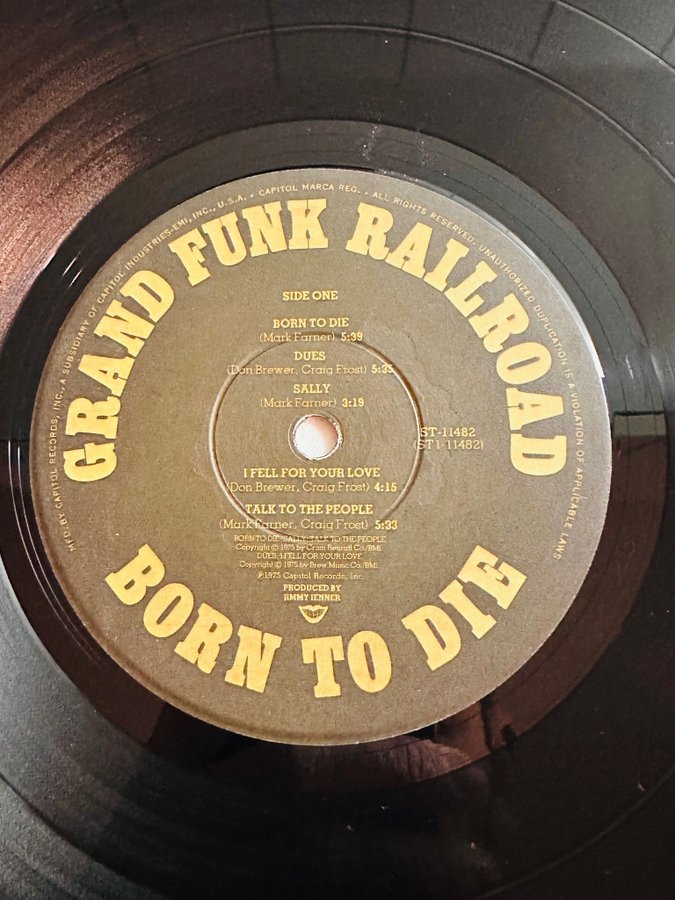 MFD. BY CAPITOL RECORDS, INC., A SUBSIDIARY OF CAPITOL INDUSTRIES-EMI, INC., U.S.A. • CAPITOL MARCA REG. • ALL RIGHTS RESERVED. UNAUTHORIZED DUPLICATION IS A VIOLATION OF APPLICABLE LAWS
GRAND FUNK RAILROAD
SIDE ONE
BORN TO DIE
(Mark Farner) 5:39
DUES
(Don Brewer, Craig Frost) 5:35
SALLY
(Mark Farner) 3:19
ST-11482
(ST1-11482)
I FELL FOR YOUR LOVE
(Don Brewer, Craig Frost) 4:15
TALK TO THE PEOPLE
(Mark Farner, Craig Frost) 5:33
BORN TO DIE; SALLY; TALK TO THE PEOPLE
Copyright © 1975 by Cram Renraff Co./BMI
DUES; I FELL FOR YOUR LOVE
Copyright © 1975 by Brew Music Co./BMI
℗1975 Capitol Records, Inc.
PRODUCED BY
JIMMY IENNER
BORN TO DIE